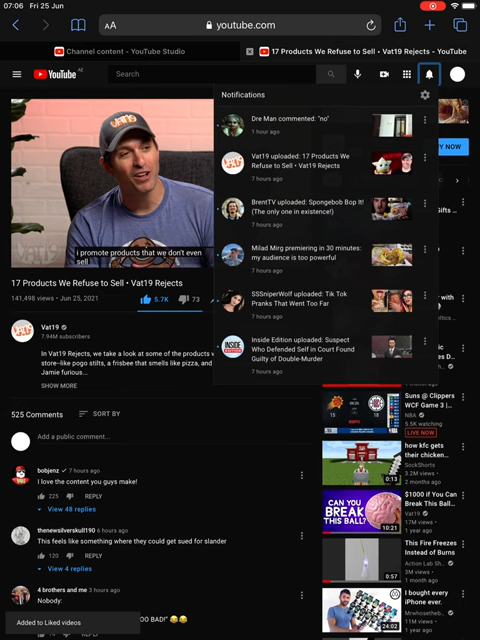 07:06 Fri 25 Jun
AA
youtube.com
Channel content - YouTube Studio
17 Products We Refuse to Sell • Vat19 Rejects - YouTube
YouTube AE
Search
Notifications
Dre Man commented: "no"
1 hour ago
Vat19 uploaded: 17 Products We
Refuse to Sell • Vat19 Rejects
7 hours ago
BrentTV uploaded: Spongebob Bop It!
(The only one in existence!)
7 hours ago
Milad Mirg premiering in 30 minutes:
my audience is too powerful
7 hours ago
SSSniperWolf uploaded: Tik Tok
Pranks That Went Too Far
7 hours ago
INSIDE EDITION
Inside Edition uploaded: Suspect
Who Defended Self in Court Found
Guilty of Double-Murder
7 hours ago
i promote products that we don't even
sell
17 Products We Refuse to Sell • Vat19 Rejects
141,498 views • Jun 25, 2021
5.7K
73
Vat19
7.94M subscribers
In Vat19 Rejects, we take a look at some of the products
store–like pogo stilts, a frisbee that smells like pizza, and
Jamie furious...
SHOW MORE
525 Comments
SORT BY
Add a public comment...
bobjenz 7 hours ago
I love the content you guys make!
225
REPLY
View 48 replies
thenewsilverskull190 6 hours ago
This feels like something where they could get sued for slander
120
REPLY
View 4 replies
4 brothers and me 3 hours ago
Nobody:
OO BAD!" 😂😂
REPLY
Added to Liked videos
Y NOW
Gifts ..
with
15
13
Suns @ Clippers
WCF Game 3 |...
NBA
5.5K watching
LIVE NOW
0:13
how kfc gets
their chicken...
SockShorts
3.2M views •
2 months ago
CAN YOU
BREAK
THIS BALL?
10:21
$1000 if You Can
Break This Ball...
Vat19
17M views •
1 year ago
0:57
This Fire Freezes
Instead of Burns
Action Lab Sh...
3M views •
1 month ago
24:02
I bought every
iPhone ever.
Mrwhosethebo...